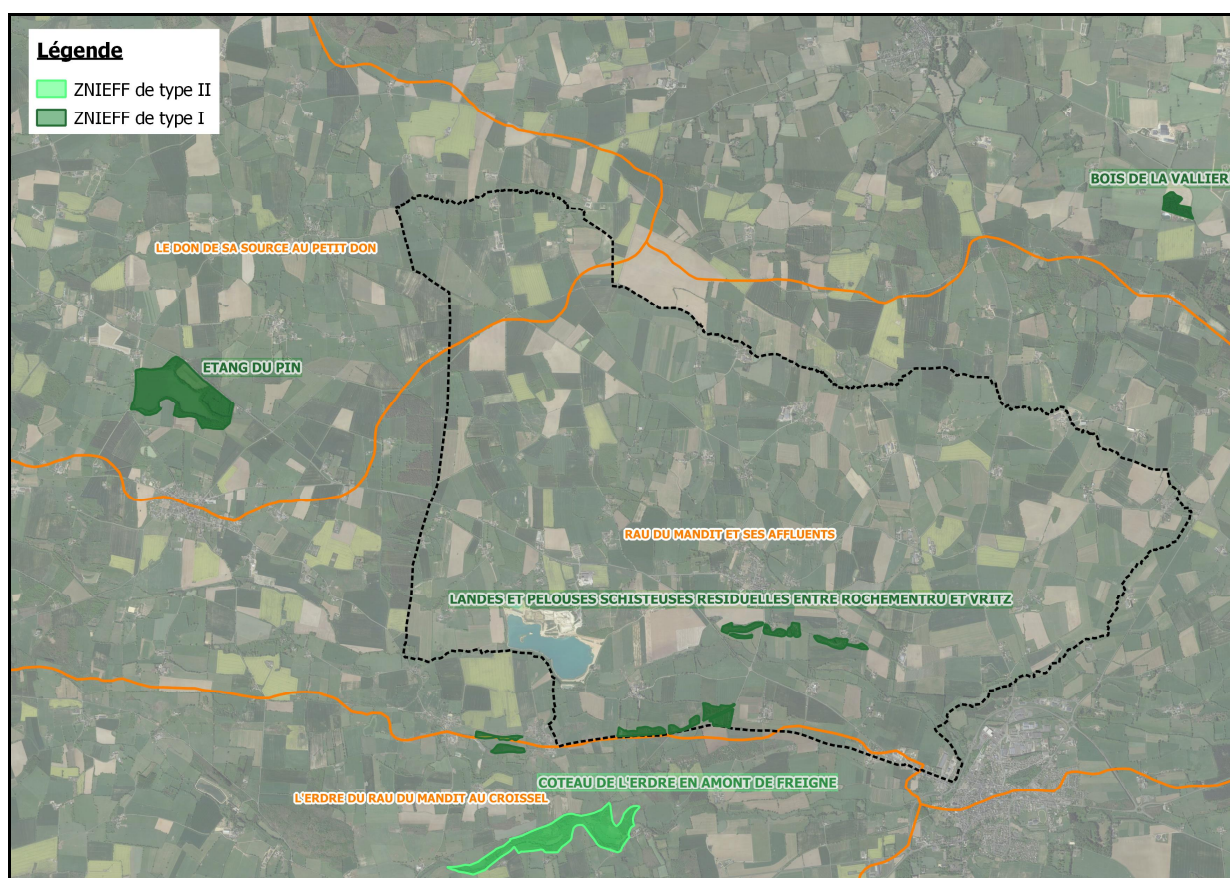 Légende
ZNIEFF de type II
ZNIEFF de type I
BOIS DE LA VALLIER
LE DON DE SA SOURCE AU PETIT DON
ETANG DU PIN
RAU DU MANDIT ET SES AFFLUENTS
LANDES ET PELOUSES SCHISTEUSES RESIDUELLES ENTRE ROCHEMENTRU ET VRITZ
COTEAU DE L'ERDRE EN AMONT DE FREIGNE
L'ERDRE DU RAU DU MANDIT AU CROISSEL